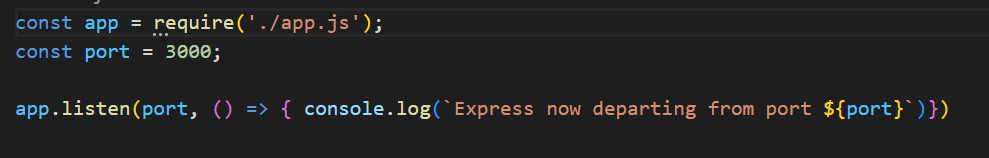 const app = require('./app.js');
const port = 3000;
app.listen(port, () => { console.log(`Express now departing from port ${port}`)})